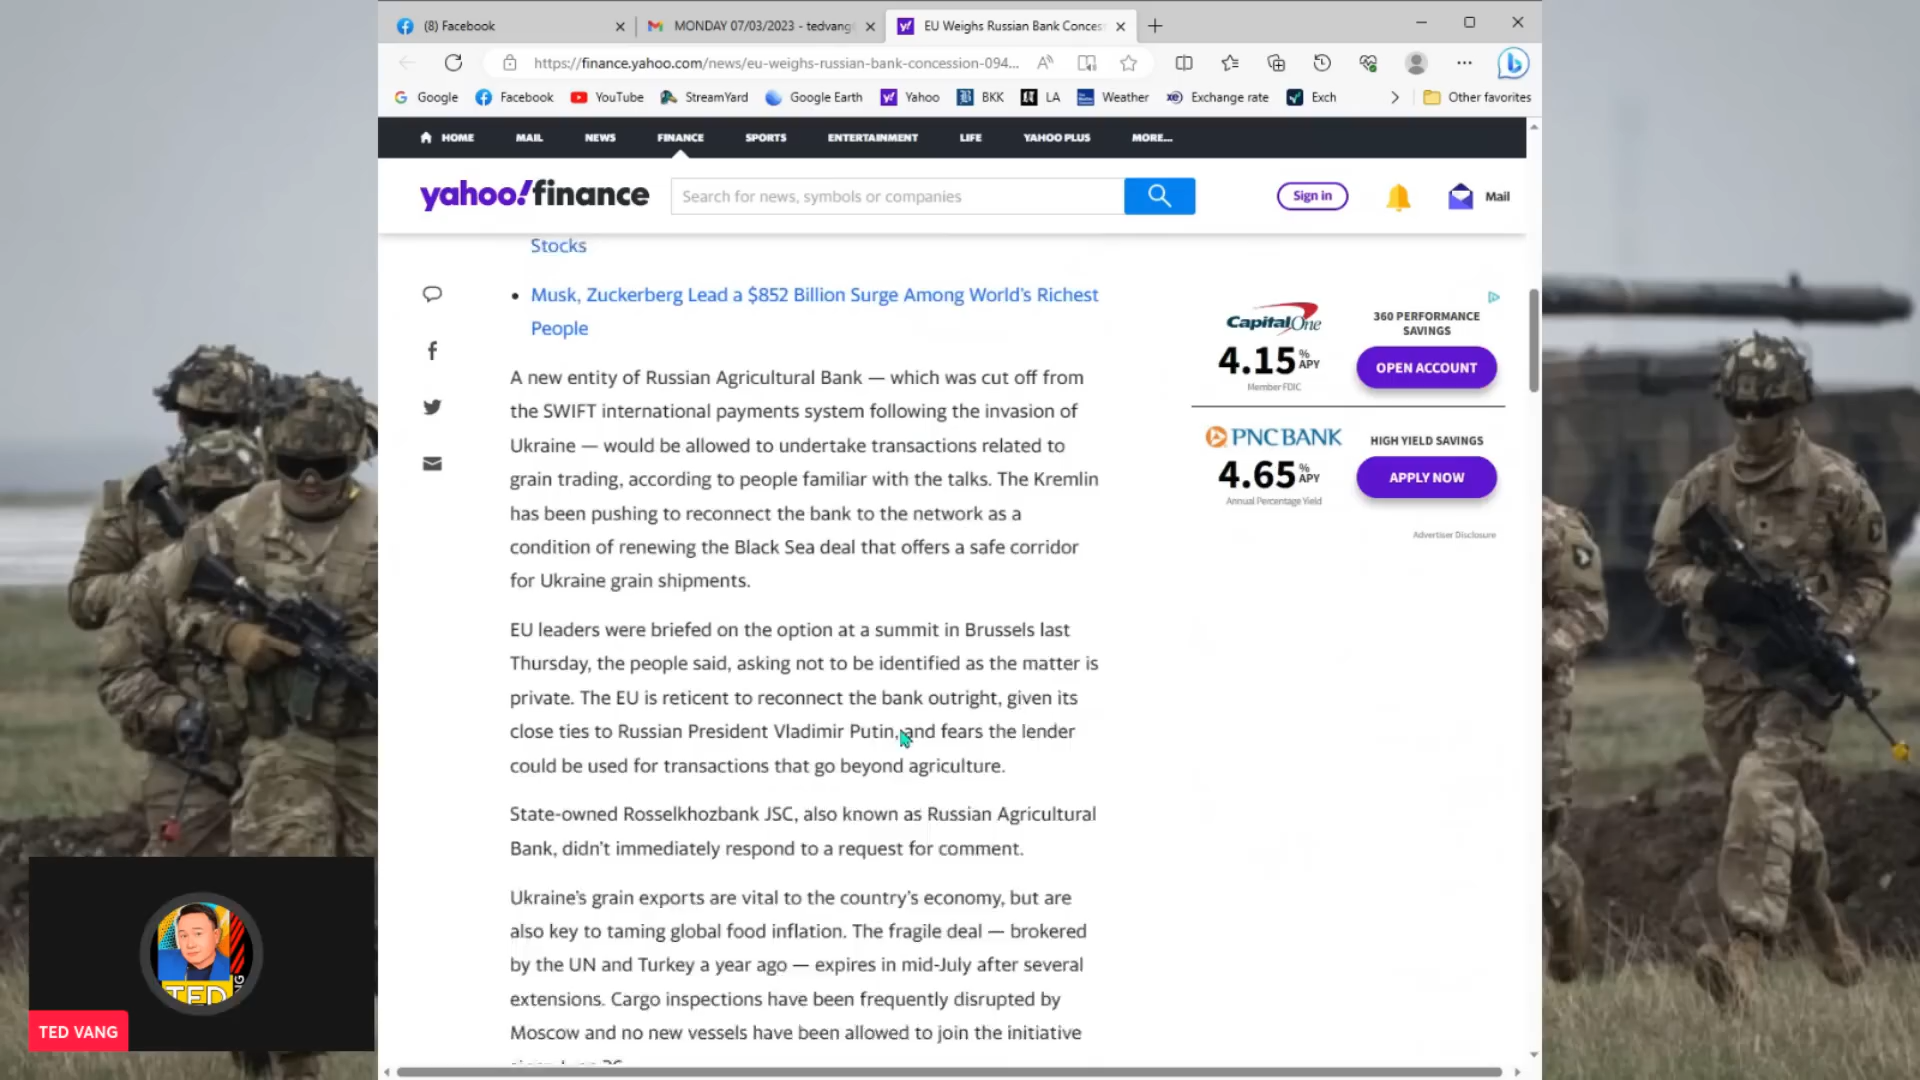 (8) Facebook
MONDAY 07/03/2023 - tedvang
EU Weighs Russian Bank Conces
https://finance.yahoo.com/news/eu-weighs-russian-bank-concession-094...
Google
Facebook
YouTube
StreamYard
Google Earth
Yahoo
BKK
LA
Weather
Exchange rate
Exch
Other favorites
HOME
MAIL
NEWS
FINANCE
SPORTS
ENTERTAINMENT
LIFE
YAHOO PLUS
MORE...
yahoo!finance
Search for news, symbols or companies
Sign in
Mail
Stocks
• Musk, Zuckerberg Lead a $852 Billion Surge Among World's Richest
People
A new entity of Russian Agricultural Bank — which was cut off from
the SWIFT international payments system following the invasion of
Ukraine — would be allowed to undertake transactions related to
grain trading, according to people familiar with the talks. The Kremlin
has been pushing to reconnect the bank to the network as a
condition of renewing the Black Sea deal that offers a safe corridor
for Ukraine grain shipments.
EU leaders were briefed on the option at a summit in Brussels last
Thursday, the people said, asking not to be identified as the matter is
private. The EU is reticent to reconnect the bank outright, given its
close ties to Russian President Vladimir Putin, and fears the lender
could be used for transactions that go beyond agriculture.
State-owned Rosselkhozbank JSC, also known as Russian Agricultural
Bank, didn't immediately respond to a request for comment.
Ukraine's grain exports are vital to the country's economy, but are
also key to taming global food inflation. The fragile deal — brokered
by the UN and Turkey a year ago — expires in mid-July after several
extensions. Cargo inspections have been frequently disrupted by
Moscow and no new vessels have been allowed to join the initiative
Capital One
4.15 % APY
Member FDIC
360 PERFORMANCE
SAVINGS
OPEN ACCOUNT
PNC BANK
4.65 % APY
Annual Percentage Yield
HIGH YIELD SAVINGS
APPLY NOW
Advertiser Disclosure
TED
TED VANG